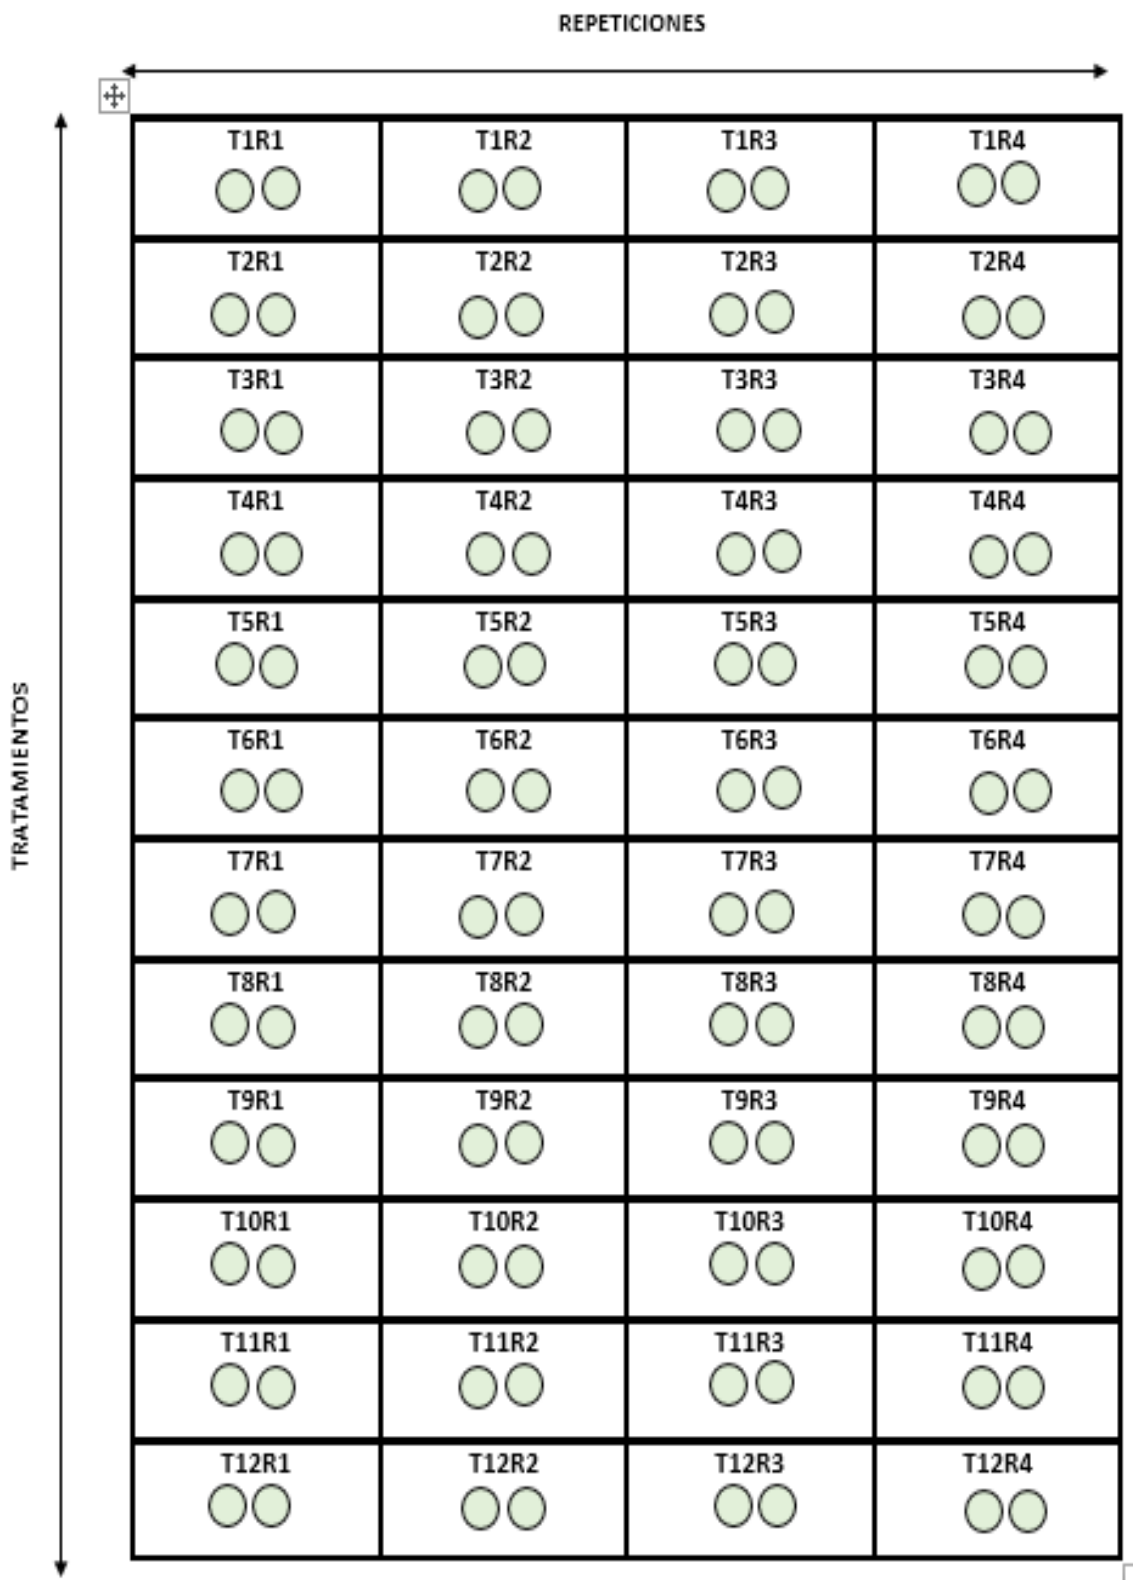 REPETICIONES
TRATAMIENTOS
T1R1 T1R2 T1R3 T1R4
T2R1 T2R2 T2R3 T2R4
T3R1 T3R2 T3R3 T3R4
T4R1 T4R2 T4R3 T4R4
T5R1 T5R2 T5R3 T5R4
T6R1 T6R2 T6R3 T6R4
T7R1 T7R2 T7R3 T7R4
T8R1 T8R2 T8R3 T8R4
T9R1 T9R2 T9R3 T9R4
T10R1 T10R2 T10R3 T10R4
T11R1 T11R2 T11R3 T11R4
T12R1 T12R2 T12R3 T12R4